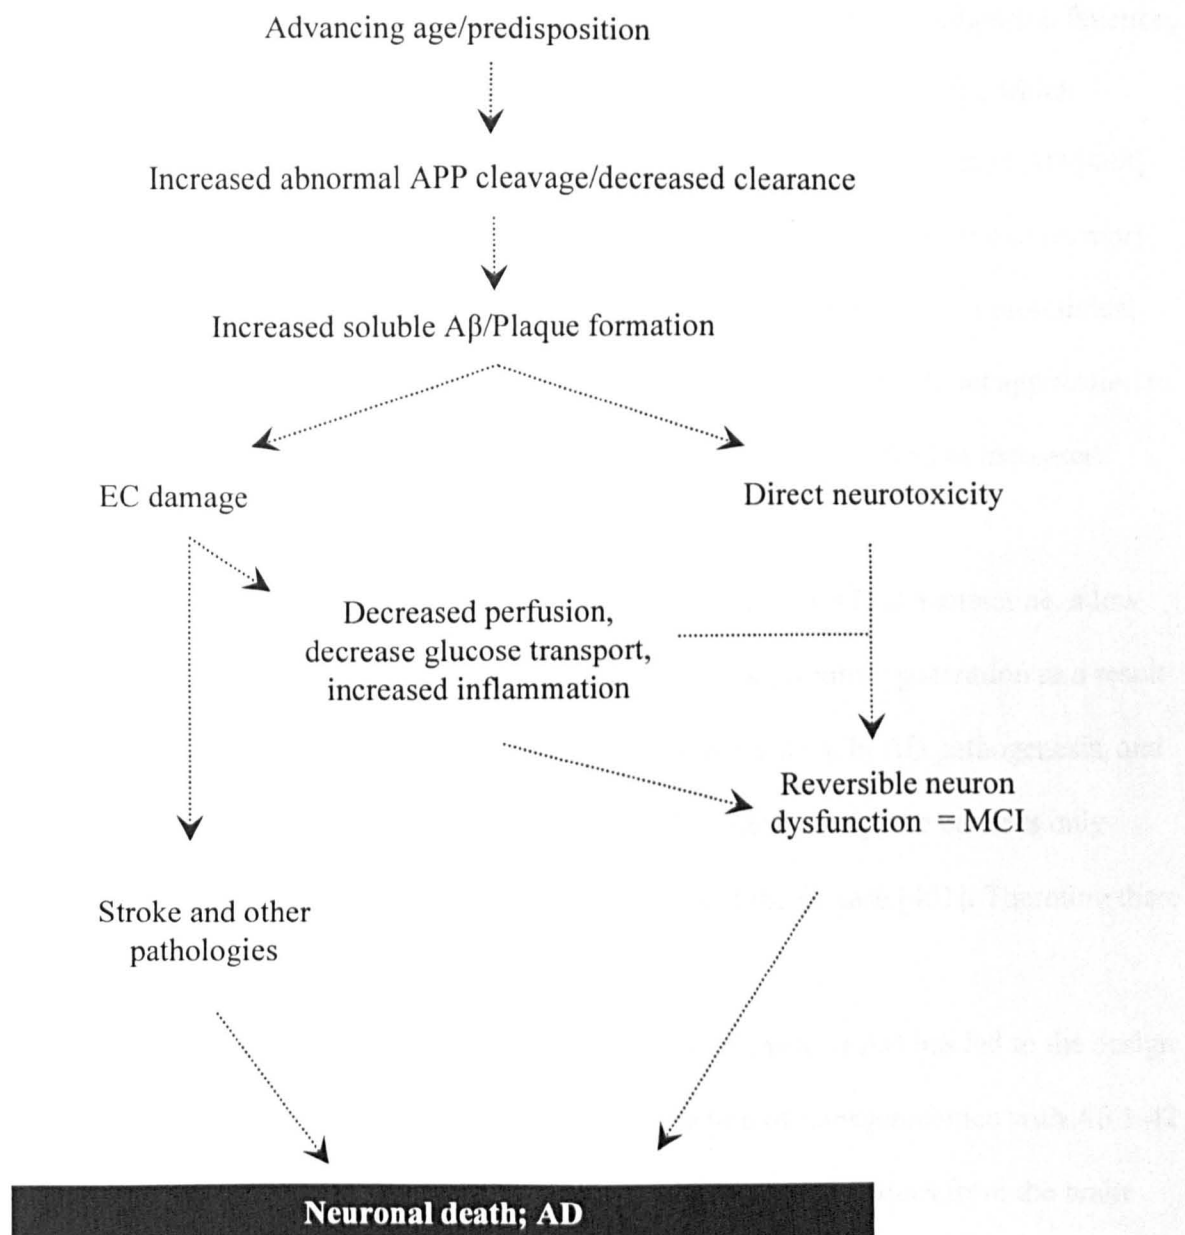 Advancing age/predisposition
Increased abnormal APP cleavage/decreased clearance
Increased soluble Aβ/Plaque formation
EC damage
Direct neurotoxicity
Decreased perfusion,
decrease glucose transport,
increased inflammation
Reversible neuron
dysfunction = MCI
Stroke and other
pathologies
Neuronal death; AD